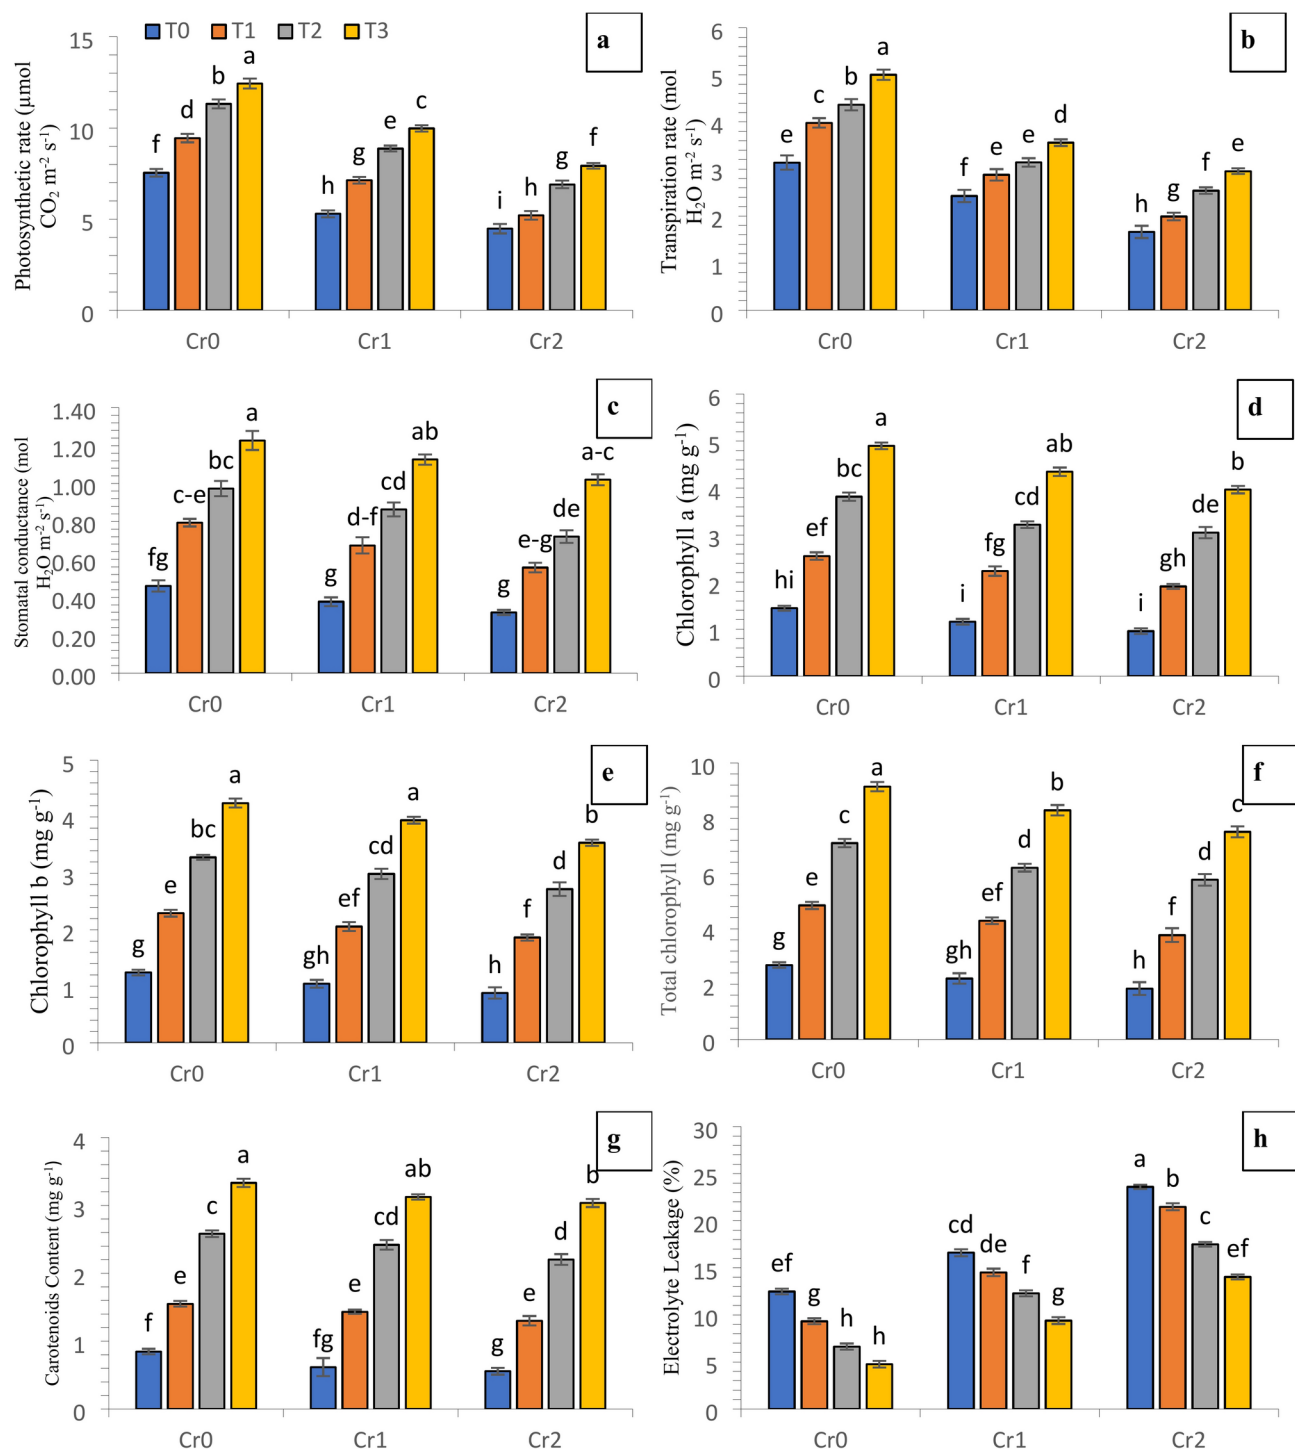 T0 T1 T2 T3
a
Photosynthetic rate (µmol
CO₂ m⁻² s⁻¹)
15
10
5
0
f d b a
h g e c
i h g f
Cr0 Cr1 Cr2
b
Transpiration rate (mol
H₂O m⁻² s⁻¹)
6
5
4
3
2
1
0
e c b a
f e e d
h g f e
Cr0 Cr1 Cr2
c
Stomatal conductance (mol
H₂O m⁻² s⁻¹)
1.40
1.20
1.00
0.80
0.60
0.40
0.20
0.00
fg c-e bc a
g d-f cd ab
g e-g de a-c
Cr0 Cr1 Cr2
d
Chlorophyll a (mg g⁻¹)
6
5
4
3
2
1
0
hi ef bc a
i fg cd ab
i gh de b
Cr0 Cr1 Cr2
e
Chlorophyll b (mg g⁻¹)
5
4
3
2
1
0
g e bc a
gh ef cd a
h f d b
Cr0 Cr1 Cr2
f
Total chlorophyll (mg g⁻¹)
10
8
6
4
2
0
g e c a
gh ef d b
h f d c
Cr0 Cr1 Cr2
g
Carotenoids Content (mg g⁻¹)
4
3
2
1
0
f e c a
fg e cd ab
g e d b
Cr0 Cr1 Cr2
h
Electrolyte Leakage (%)
30
25
20
15
10
5
0
ef g h h
cd de f g
a b c ef
Cr0 Cr1 Cr2